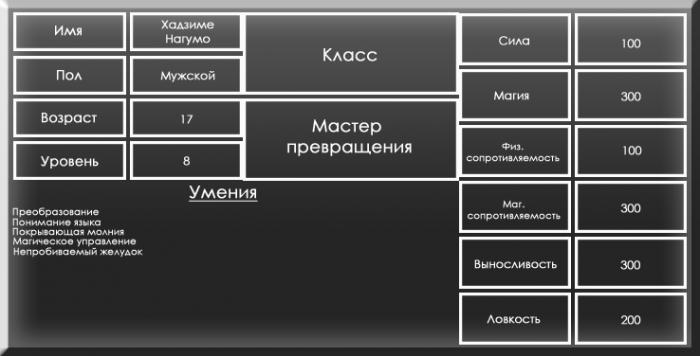 Имя
Хадзиме
Нагумо
Класс
Сила
100
Пол
Мужской
Магия
300
Возраст
17
Мастер
превращения
Физ.
сопротивляемость
100
Уровень
8
Умения
Маг.
сопротивляемость
300
Преобразование
Понимание языка
Покрывающая молния
Магическое управление
Непробиваемый желудок
Выносливость
300
Ловкость
200